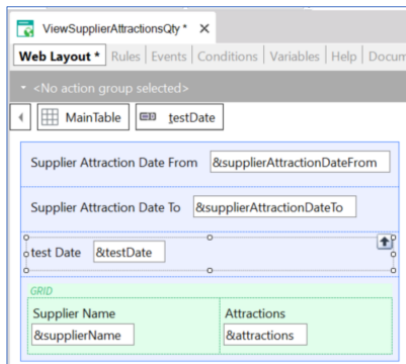 ViewSupplierAttractionsQty * ✕
Web Layout * Rules Events Conditions Variables Help Docum
<No action group selected>
MainTable testDate
Supplier Attraction Date From &supplierAttractionDateFrom
Supplier Attraction Date To &supplierAttractionDateTo
test Date &testDate
GRID
Supplier Name Attractions
&supplierName &attractions